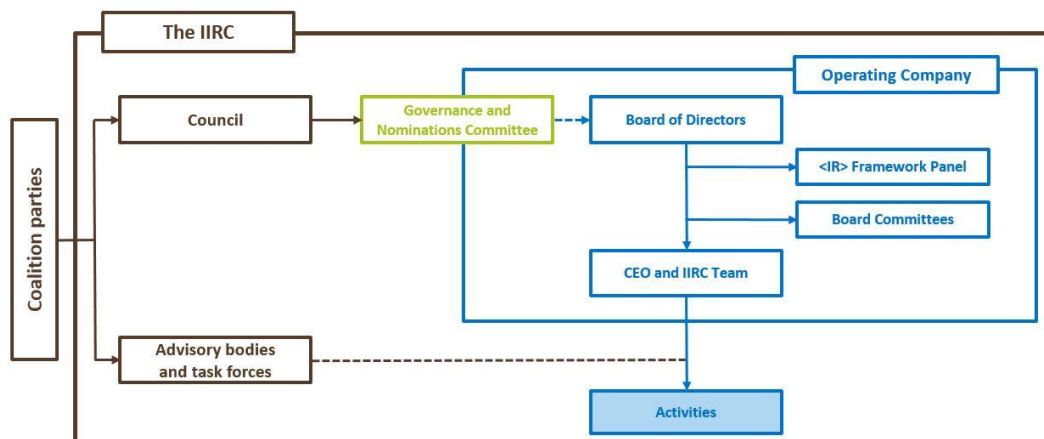 The IIRC
Operating Company
Coalition parties
Council
Governance and
Nominations Committee
Board of Directors
<IR> Framework Panel
Board Committees
CEO and IIRC Team
Advisory bodies
and task forces
Activities